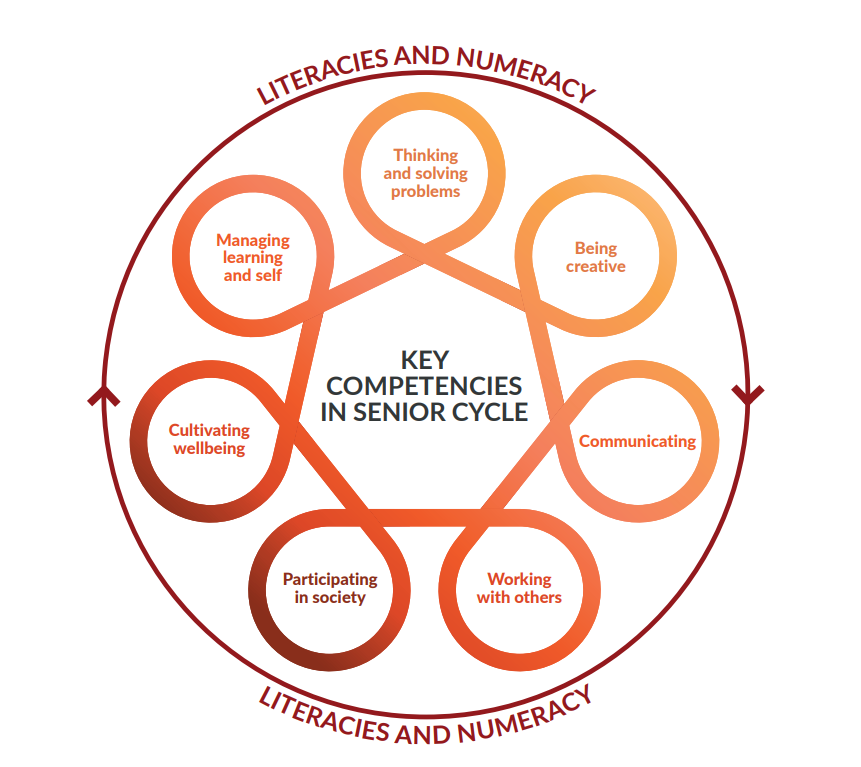 LITERACIES AND NUMERACY
Thinking
and solving
problems
Managing
learning
and self
Being
creative
KEY
COMPETENCIES
IN SENIOR CYCLE
Cultivating
wellbeing
Communicating
Participating
in society
Working
with others
LITERACIES AND NUMERACY